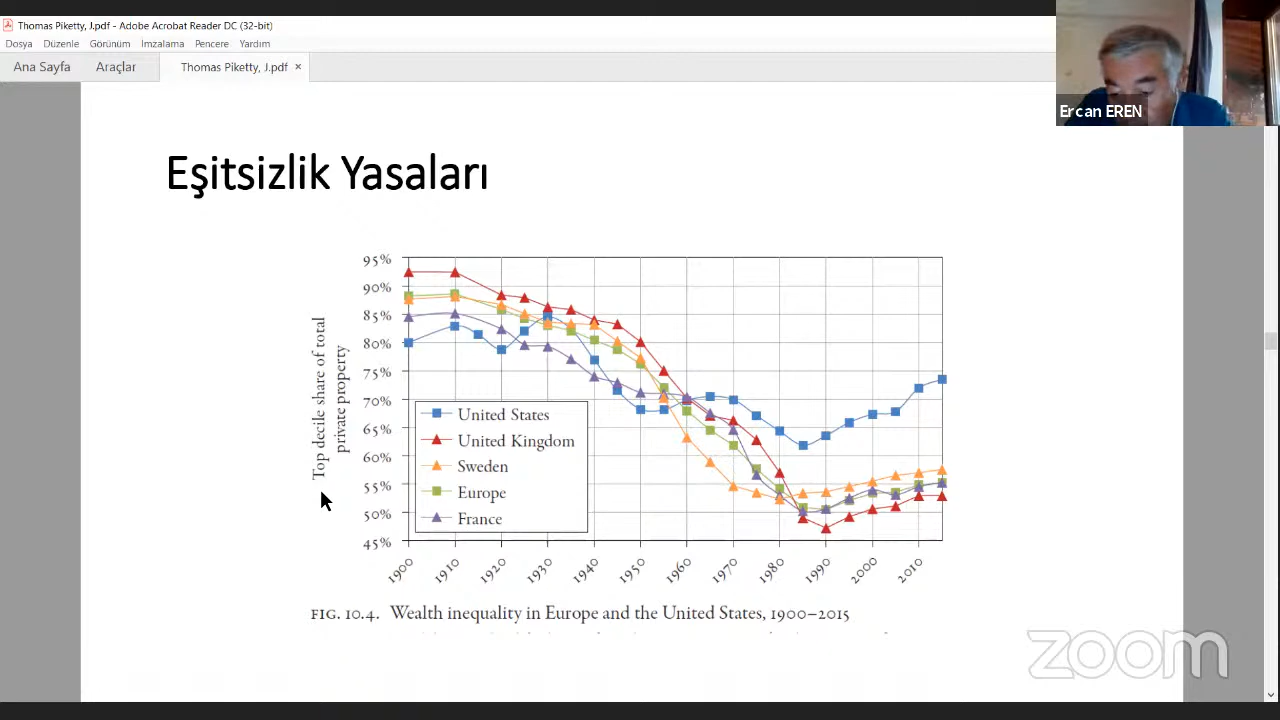 Thomas Piketty, J.pdf - Adobe Acrobat Reader DC (32-bit)
Dosya Düzenle Görünüm İmzalama Pencere Yardım
Ana Sayfa Araçlar Thomas Piketty, J.pdf ×
Ercan EREN
Eşitsizlik Yasaları
95%
90%
85%
80%
75%
70%
65%
60%
55%
50%
45%
Top decile share of total
private property
United States
United Kingdom
Sweden
Europe
France
1900 1910 1920 1930 1940 1950 1960 1970 1980 1990 2000 2010
FIG. 10.4. Wealth inequality in Europe and the United States, 1900–2015
zoom